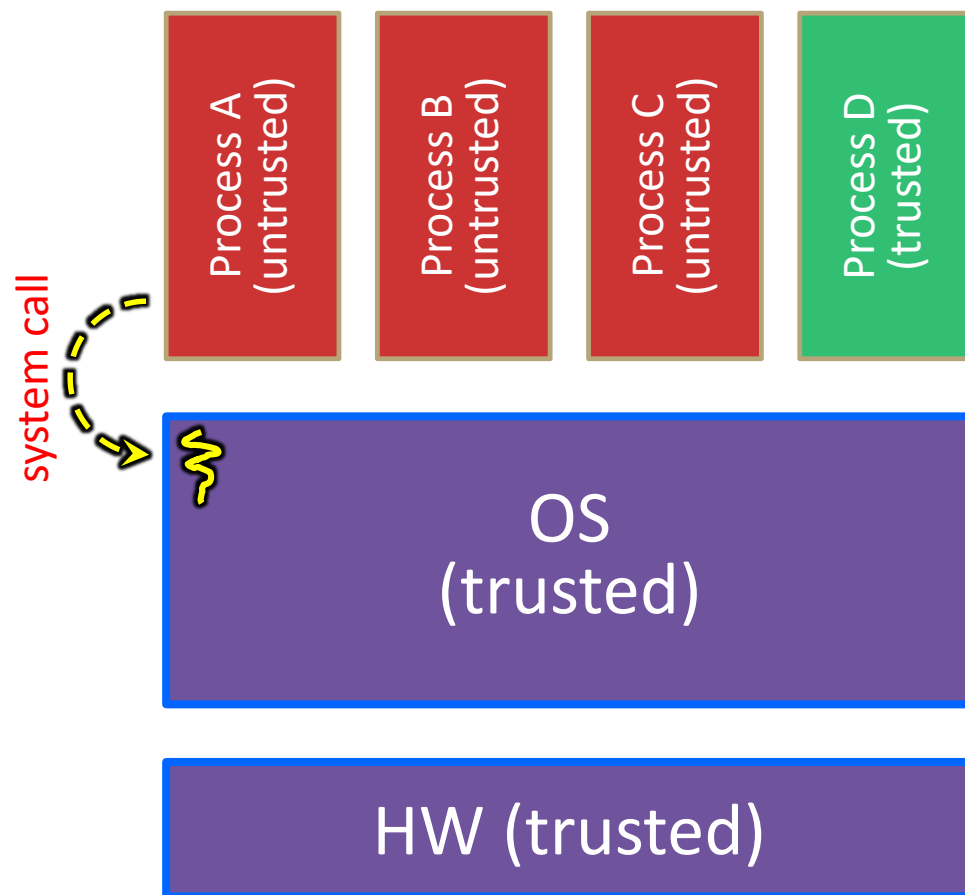 Process A
(untrusted)
Process B
(untrusted)
Process C
(untrusted)
Process D
(trusted)
system call
OS
(trusted)
HW (trusted)